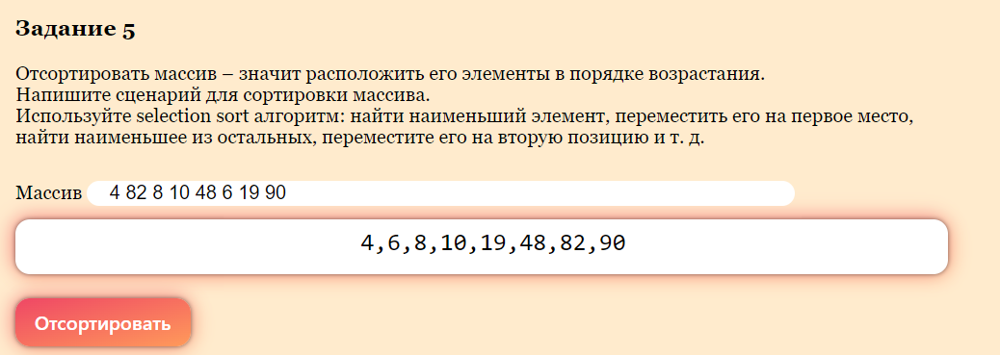 Задание 5
Отсортировать массив – значит расположить его элементы в порядке возрастания.
Напишите сценарий для сортировки массива.
Используйте selection sort алгоритм: найти наименьший элемент, переместить его на первое место,
найти наименьшее из остальных, переместите его на вторую позицию и т. д.
Массив 4 82 8 10 48 6 19 90
4,6,8,10,19,48,82,90
Отсортировать